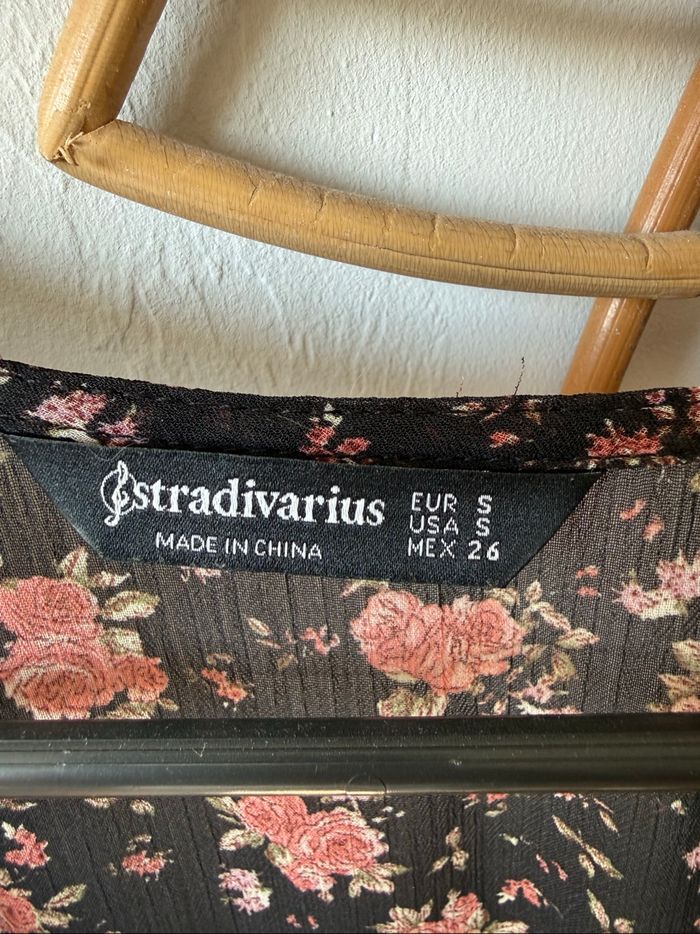 stradivarius
MADE IN CHINA
EUR S
USA S
MEX 26